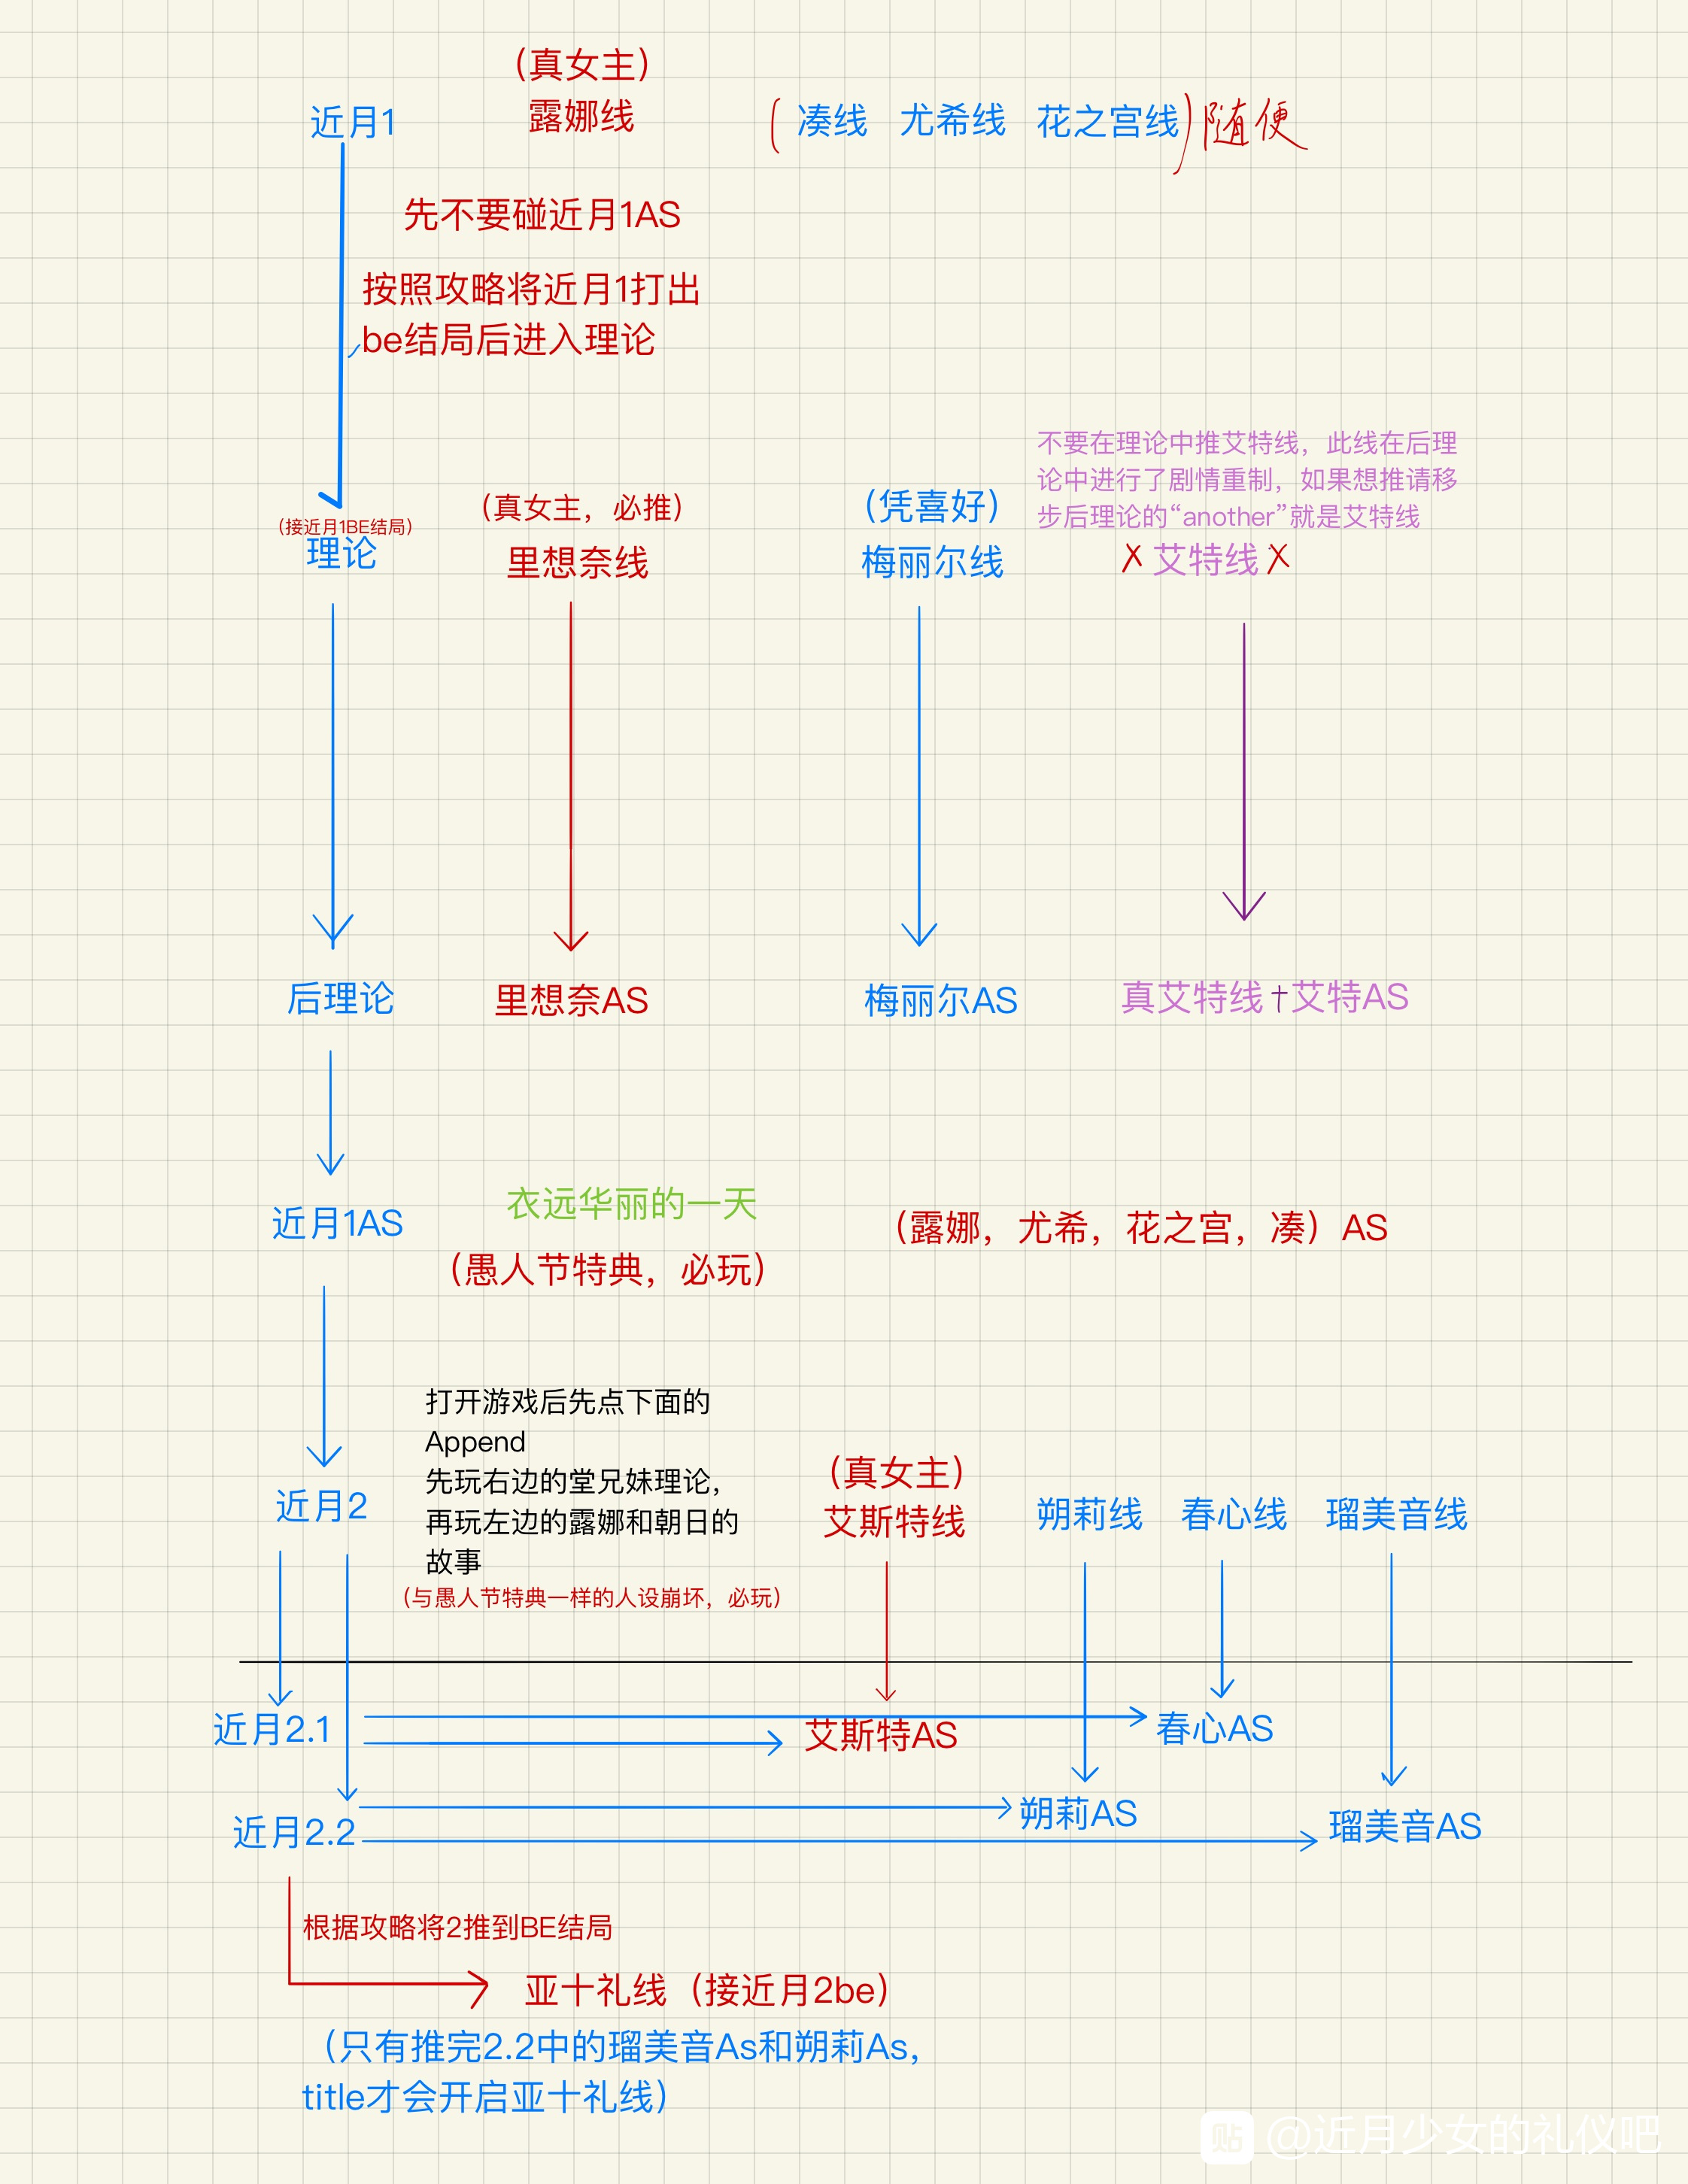 （真女主）
近月1
露娜线
（凑线 尤希线 花之宫线）随便
先不要碰近月1AS
按照攻略将近月1打出
be结局后进入理论
不要在理论中推艾特线，此线在后理
论中进行了剧情重制，如果想推请移
步后理论的“another”就是艾特线
（接近月1BE结局）
理论
（真女主，必推）
里想奈线
（凭喜好）
梅丽尔线
X 艾特线 X
后理论
里想奈AS
梅丽尔AS
真艾特线+艾特AS
近月1AS
衣远华丽的一天
（愚人节特典，必玩）
（露娜，尤希，花之宫，凑）AS
近月2
打开游戏后先点下面的
Append
先玩右边的堂兄妹理论，
再玩左边的露娜和朝日的
故事
（与愚人节特典一样的人设崩坏，必玩）
（真女主）
艾斯特线
朔莉线
春心线
瑠美音线
近月2.1
艾斯特AS
春心AS
近月2.2
朔莉AS
瑠美音AS
根据攻略将2推到BE结局
亚十礼线（接近月2be）
（只有推完2.2中的瑠美音As和朔莉As，
title才会开启亚十礼线）
贴 @近月少女的礼仪吧